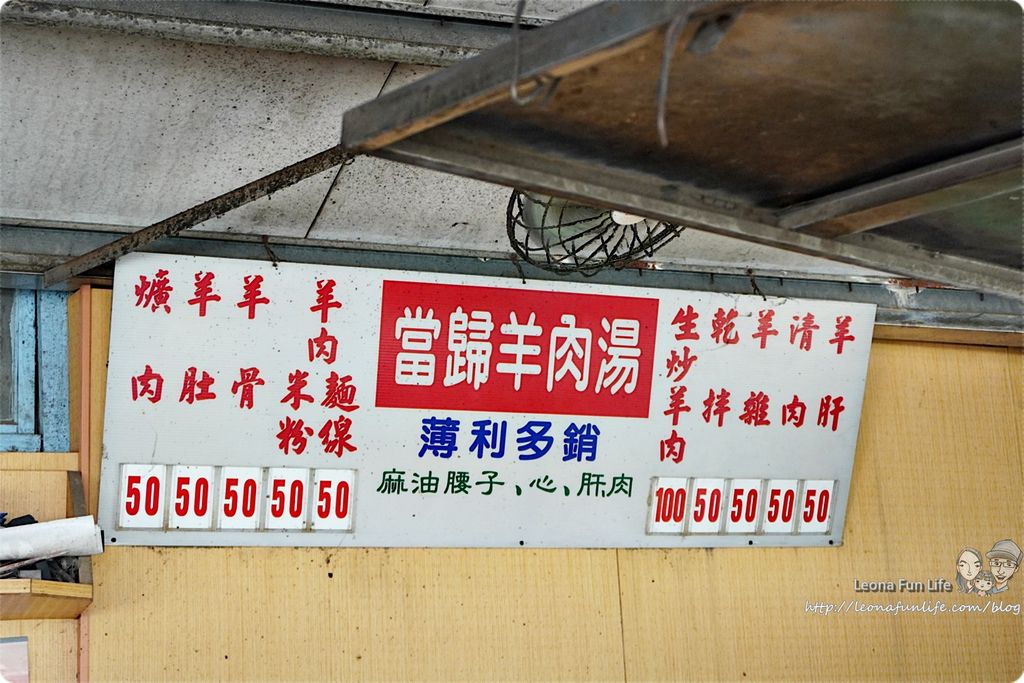 當歸羊肉湯
薄利多銷
麻油腰子、心、肝肉
爌肉
羊肚
羊骨
羊肉
米粉
麵線
50 50 50 50 50
生炒羊肉
乾拌
羊雜
清肉
羊肝
100 50 50 50 50
Leona Fun Life
http://leonafunlife.com/blog